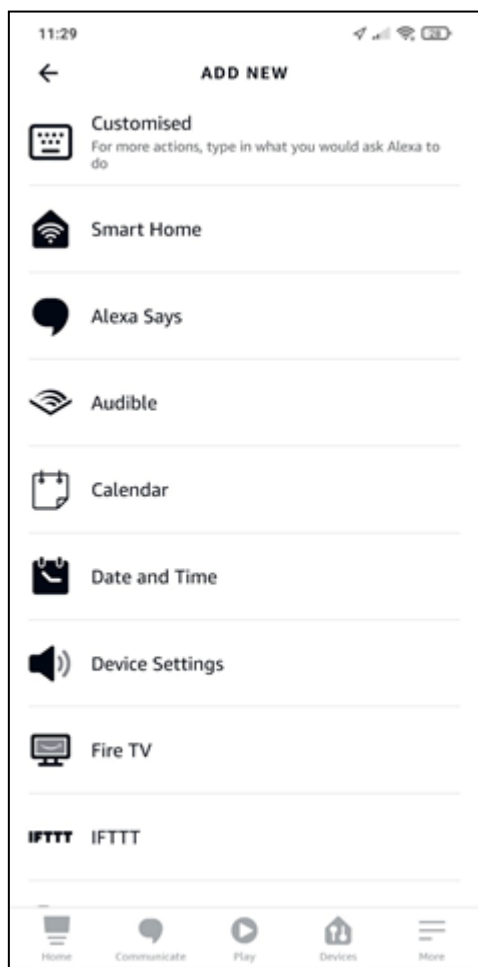 11:29
28
ADD NEW
Customised
For more actions, type in what you would ask Alexa to
do
Smart Home
Alexa Says
Audible
Calendar
Date and Time
Device Settings
Fire TV
IFTTT IFTTT
Home Communicate Play Devices More